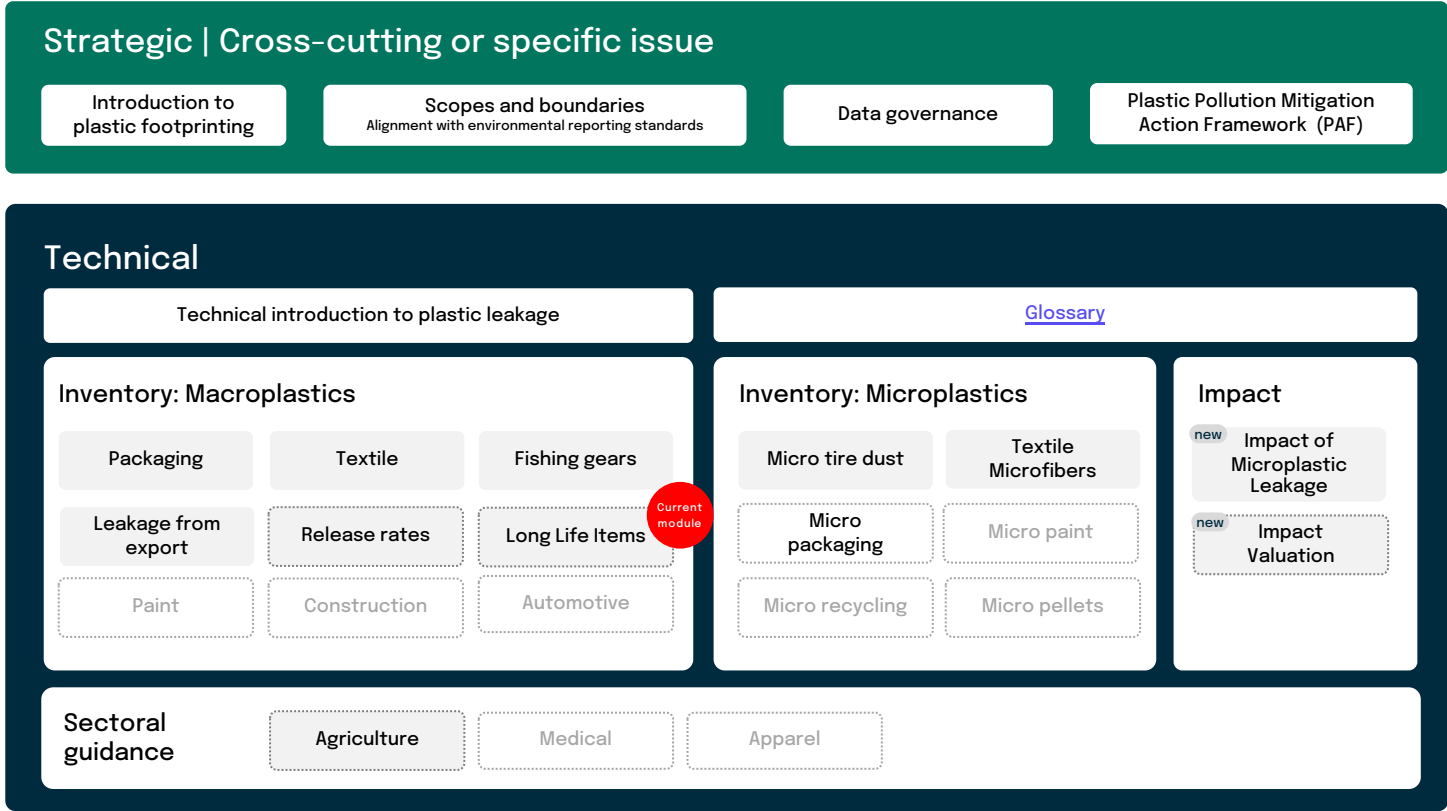 Strategic | Cross-cutting or specific issue
Introduction to
plastic footprinting
Scopes and boundaries
Alignment with environmental reporting standards
Data governance
Plastic Pollution Mitigation
Action Framework (PAF)
Technical
Technical introduction to plastic leakage
Glossary
Inventory: Macroplastics
Packaging
Textile
Fishing gears
Leakage from
export
Release rates
Long Life Items
Current
module
Paint
Construction
Automotive
Inventory: Microplastics
Micro tire dust
Textile
Microfibers
Micro
packaging
Micro paint
Micro recycling
Micro pellets
Impact
new
Impact of
Microplastic
Leakage
new
Impact
Valuation
Sectoral
guidance
Agriculture
Medical
Apparel